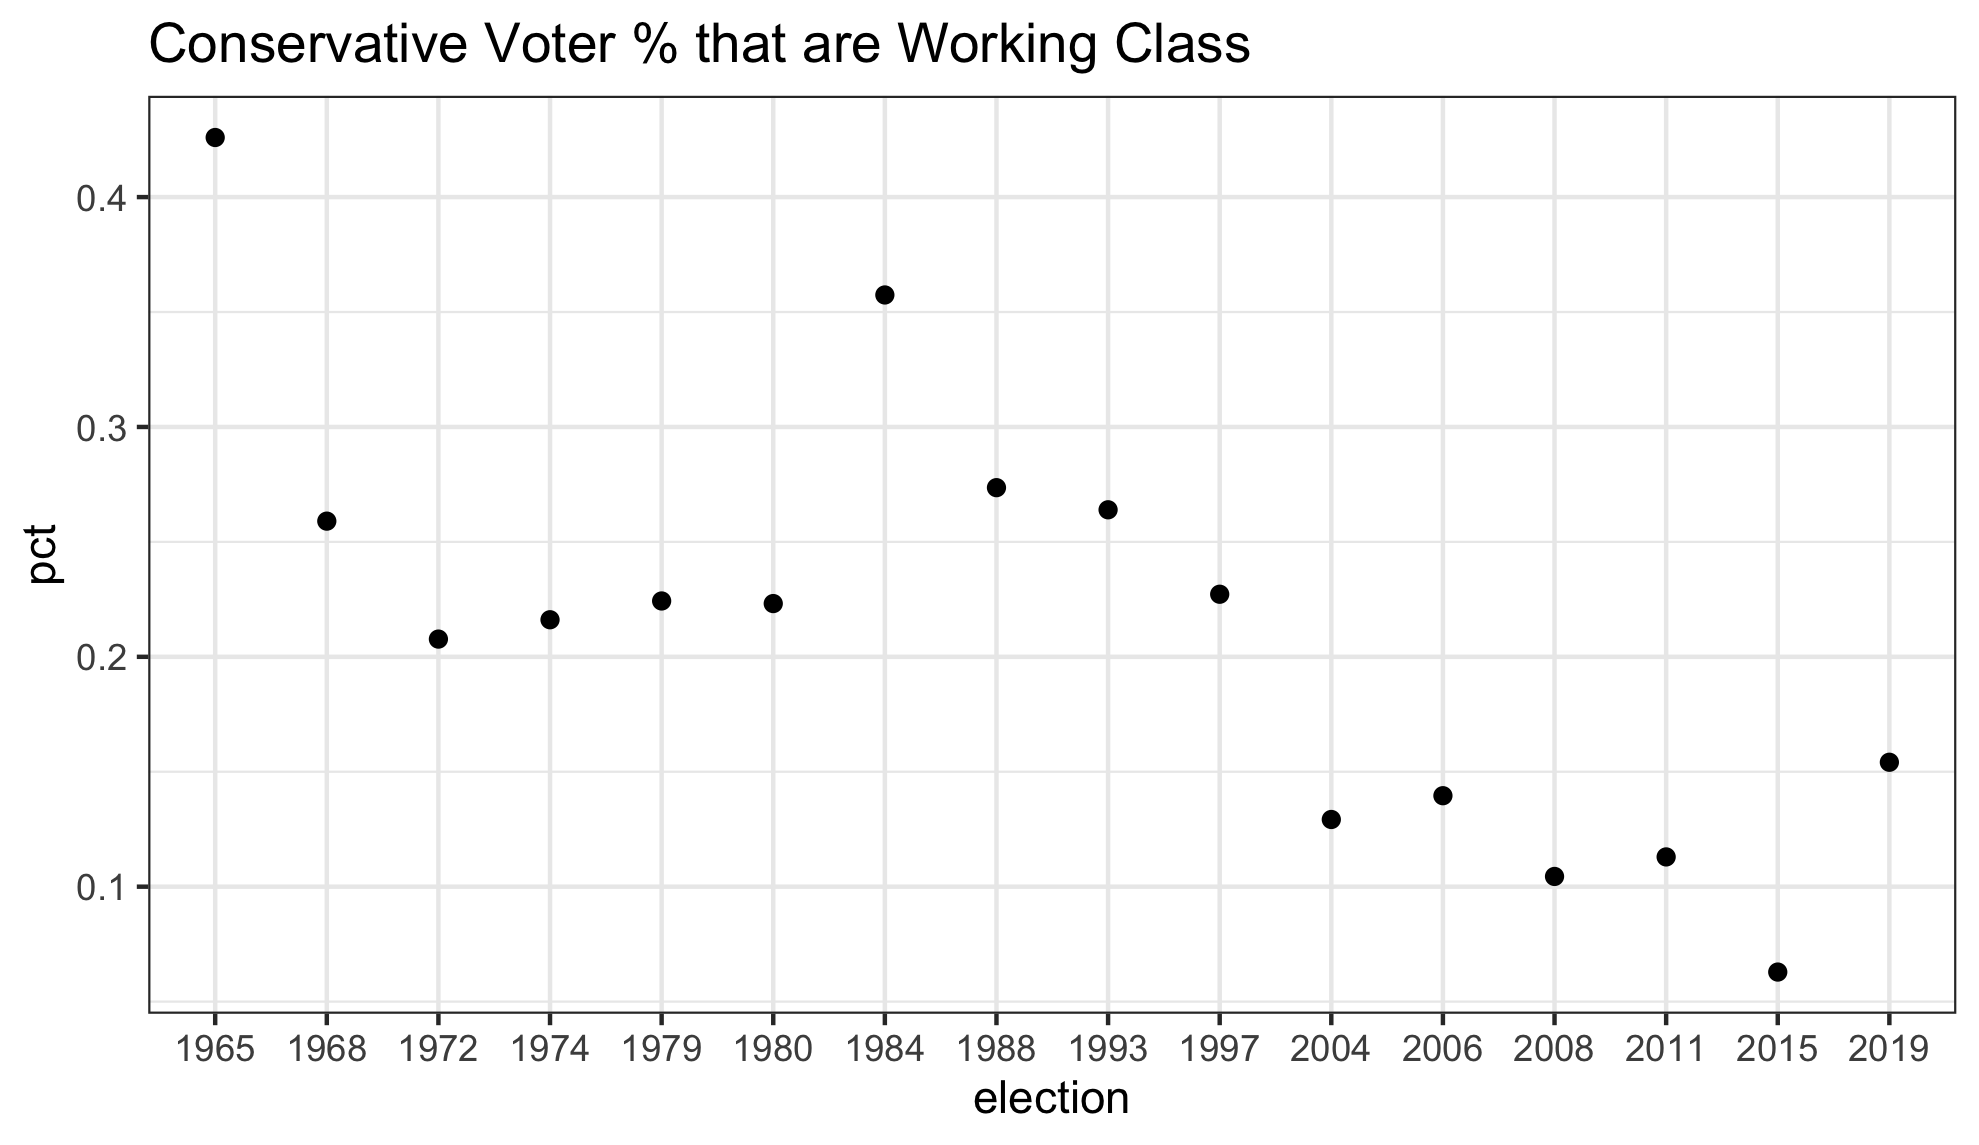 Conservative Voter % that are Working Class
0.4
0.3
0.2
0.1
pct
1965 1968 1972 1974 1979 1980 1984 1988 1993 1997 2004 2006 2008 2011 2015 2019
election